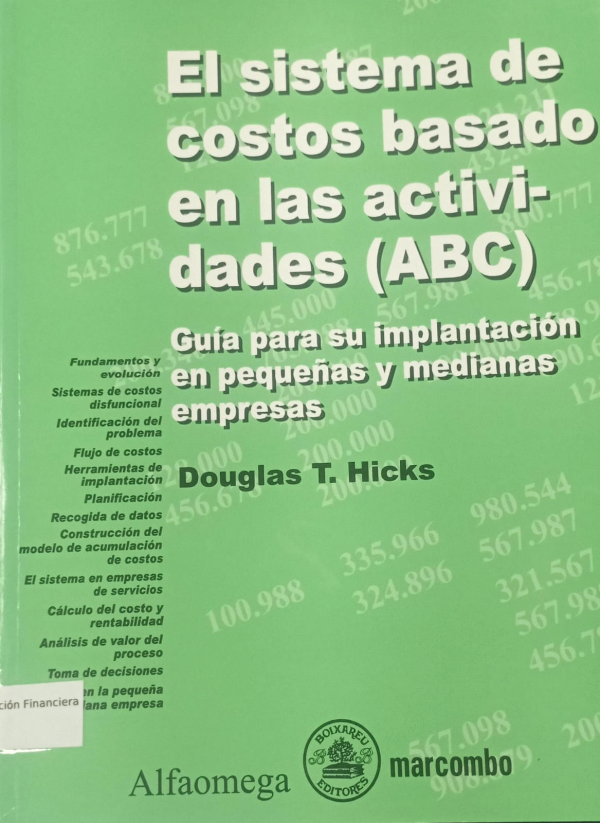 El sistema de
costos basado
en las activi-
dades (ABC)
Guía para su implantación
en pequeñas y medianas
empresas
Douglas T. Hicks
Fundamentos y
evolución
Sistemas de costos
disfuncional
Identificación del
problema
Flujo de costos
Herramientas de
implantación
Planificación
Recogida de datos
Construcción del
modelo de acumulación
de costos
El sistema en empresas
de servicios
Cálculo del costo y
rentabilidad
Análisis de valor del
proceso
Toma de decisiones
en la pequeña
iana empresa
ción Financiera
876.777
543.678
567.098
445.000
567.981
200.000
200.000
980.544
335.966
567.987
324.896
100.988
321.567
567.098
Alfaomega
BOIXAREU
EDITORES
marcombo